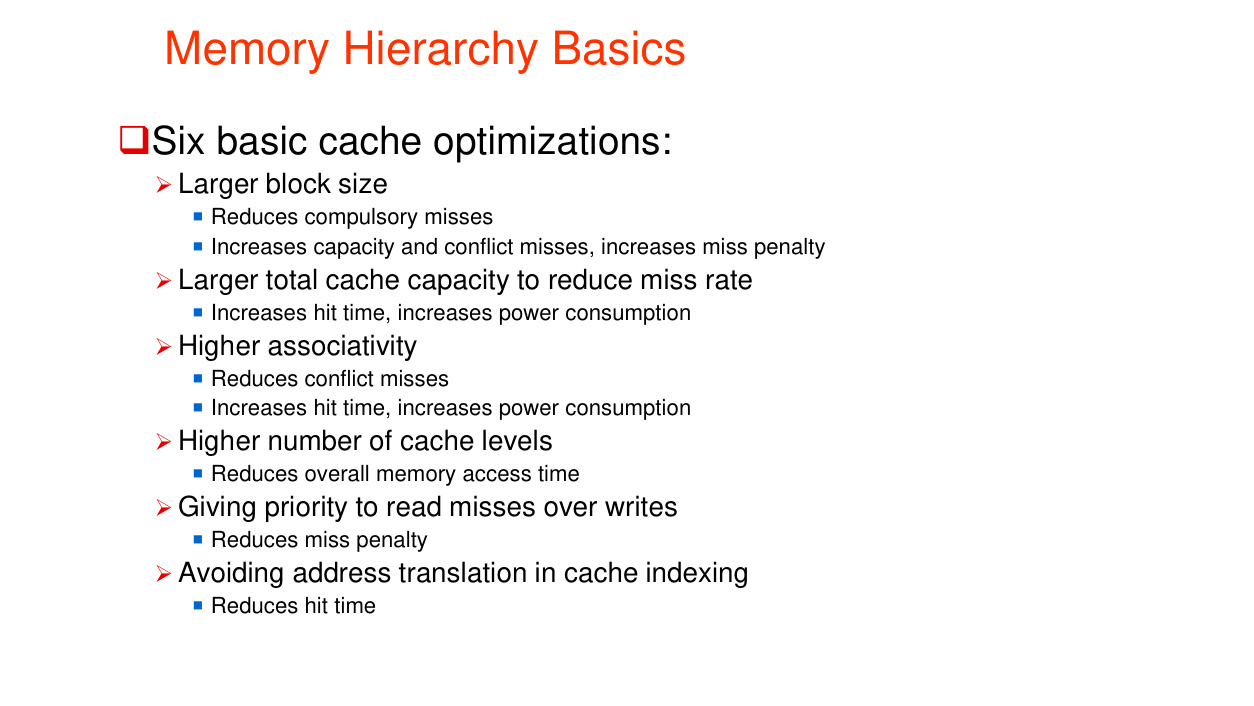 Memory Hierarchy Basics
Six basic cache optimizations:
Larger block size
Reduces compulsory misses
Increases capacity and conflict misses, increases miss penalty
Larger total cache capacity to reduce miss rate
Increases hit time, increases power consumption
Higher associativity
Reduces conflict misses
Increases hit time, increases power consumption
Higher number of cache levels
Reduces overall memory access time
Giving priority to read misses over writes
Reduces miss penalty
Avoiding address translation in cache indexing
Reduces hit time